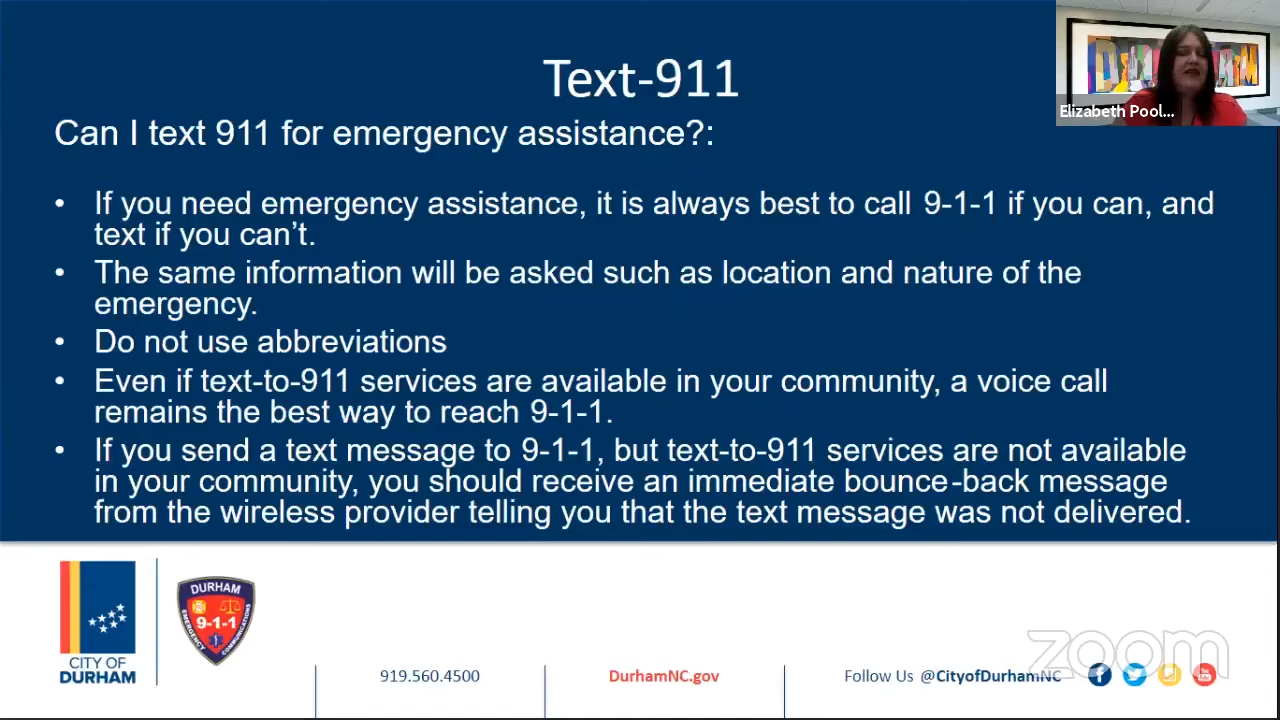 Text-911
Can I text 911 for emergency assistance?:
• If you need emergency assistance, it is always best to call 9-1-1 if you can, and
text if you can’t.
• The same information will be asked such as location and nature of the
emergency.
• Do not use abbreviations
• Even if text-to-911 services are available in your community, a voice call
remains the best way to reach 9-1-1.
• If you send a text message to 9-1-1, but text-to-911 services are not available
in your community, you should receive an immediate bounce-back message
from the wireless provider telling you that the text message was not delivered.
DURHAM
Elizabeth Pool...
CITY OF
DURHAM
DURHAM
9-1-1
EMERGENCY COMMUNICATIONS
919.560.4500
DurhamNC.gov
Follow Us @CityofDurhamNC
zoom